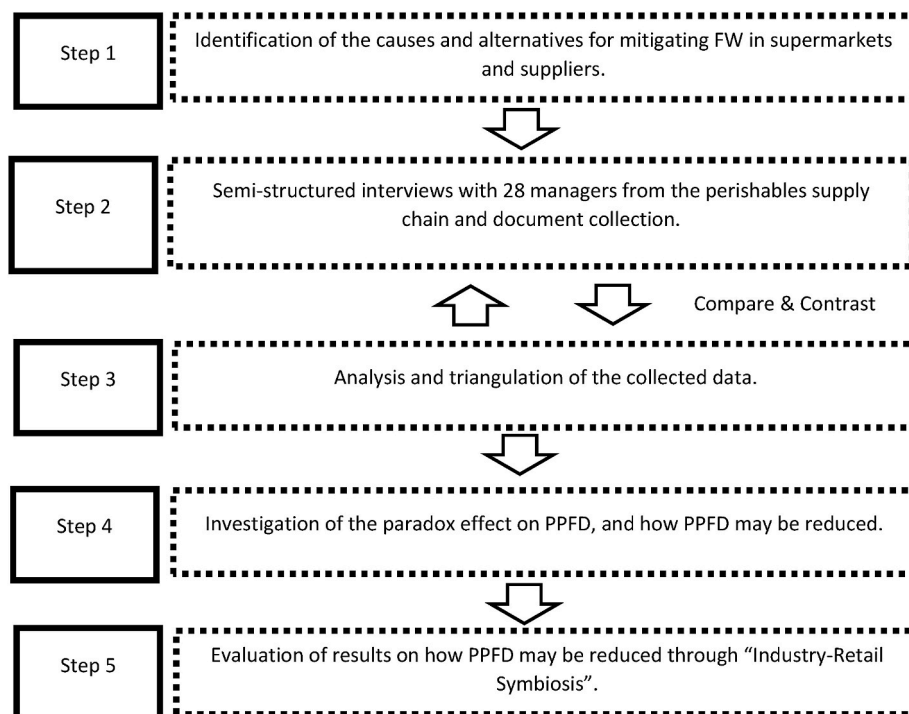 Step 1
Identification of the causes and alternatives for mitigating FW in supermarkets
and suppliers.
Step 2
Semi-structured interviews with 28 managers from the perishables supply
chain and document collection.
Compare & Contrast
Step 3
Analysis and triangulation of the collected data.
Step 4
Investigation of the paradox effect on PPFD, and how PPFD may be reduced.
Step 5
Evaluation of results on how PPFD may be reduced through “Industry-Retail
Symbiosis”.